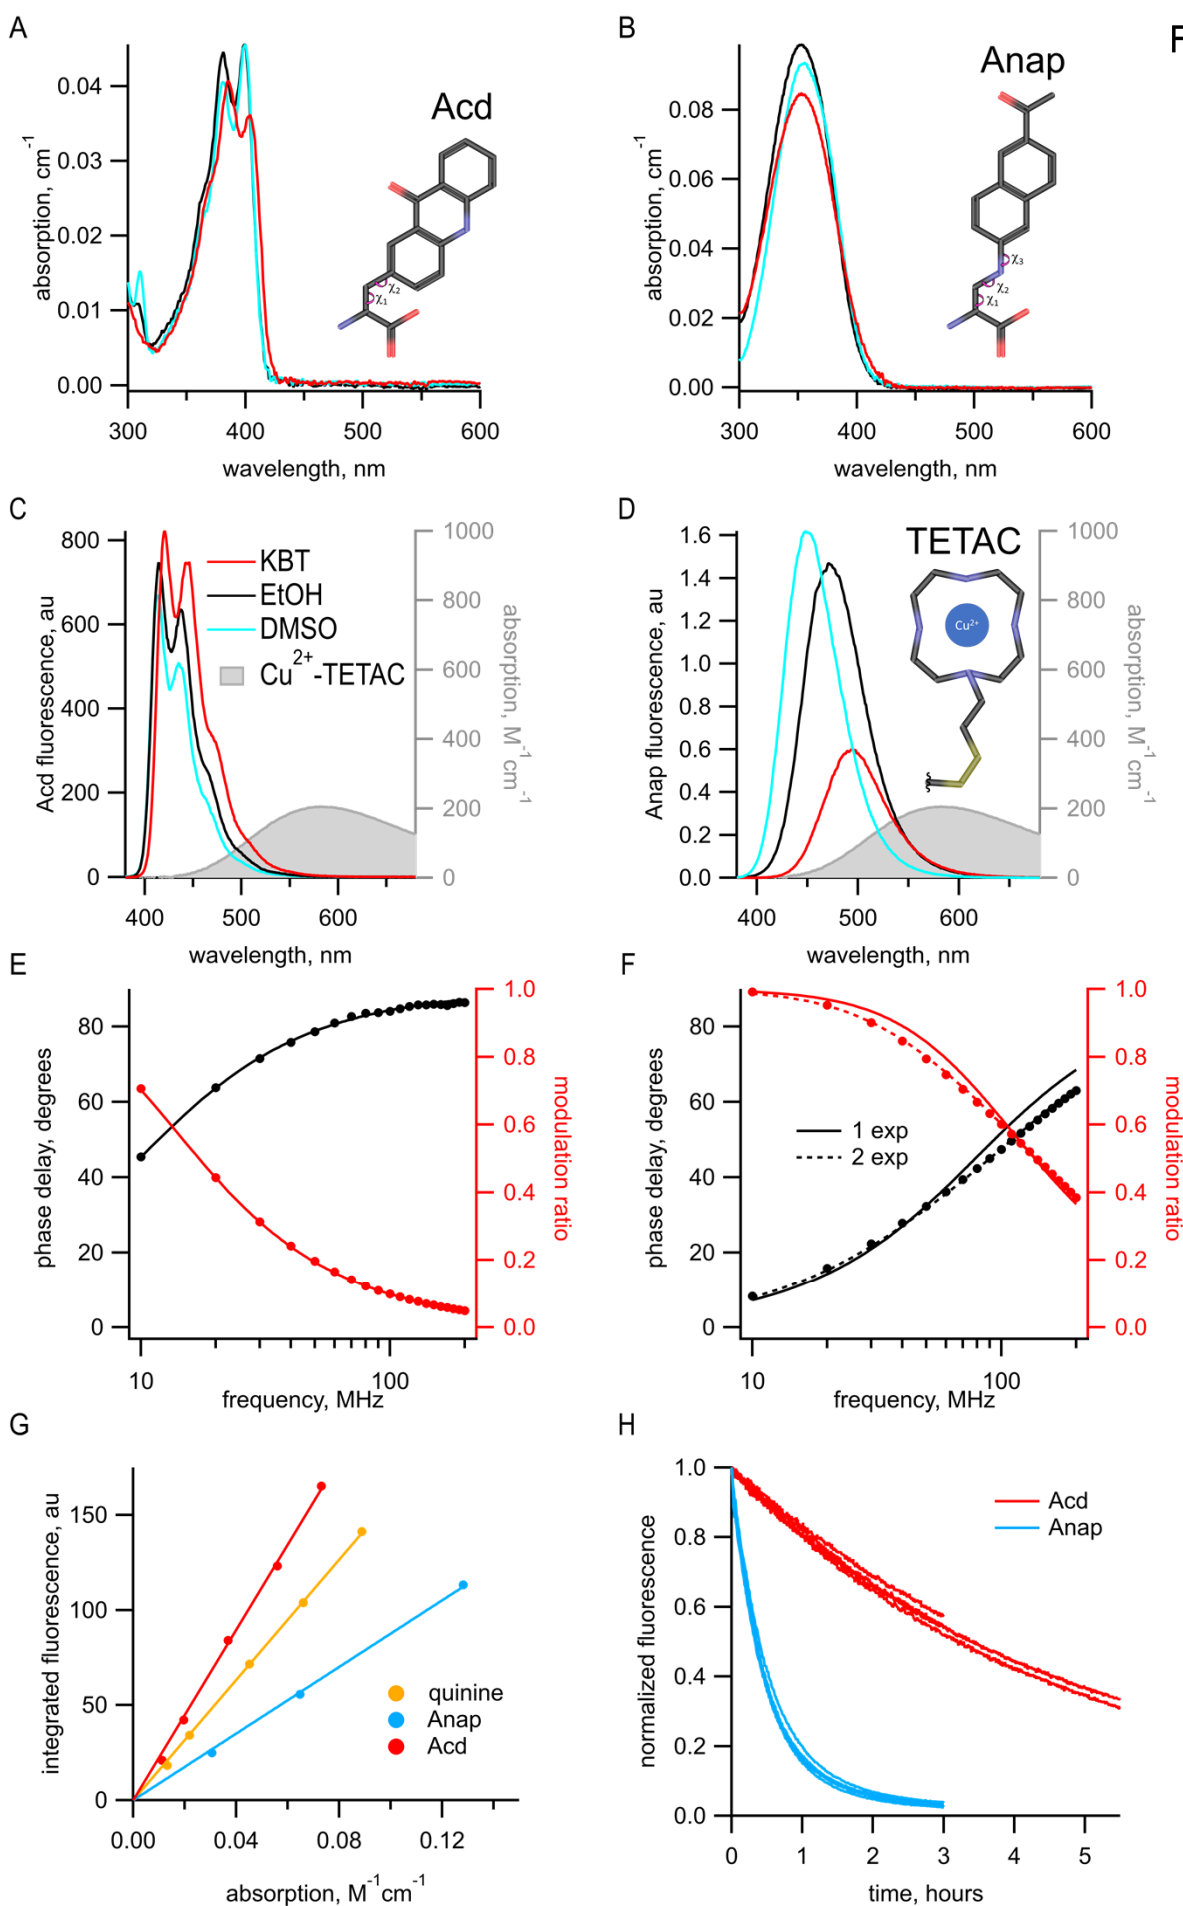 A
absorption, cm-1
0.04
0.03
0.02
0.01
0.00
300
400
500
600
wavelength, nm
Acd
χ2
χ1
B
F
absorption, cm-1
0.08
0.06
0.04
0.02
0.00
300
400
500
600
wavelength, nm
Anap
χ3
χ2
χ1
C
Acd fluorescence, au
800
600
400
200
0
400
500
600
wavelength, nm
KBT
EtOH
DMSO
Cu2+-TETAC
1000
800
600
400
200
0
absorption, M-1cm-1
D
Anap fluorescence, au
1.6
1.4
1.2
1.0
0.8
0.6
0.4
0.2
0.0
400
500
600
wavelength, nm
TETAC
Cu2+
1000
800
600
400
200
0
absorption, M-1cm-1
E
phase delay, degrees
80
60
40
20
0
10
100
frequency, MHz
1.0
0.8
0.6
0.4
0.2
0.0
modulation ratio
F
phase delay, degrees
80
60
40
20
0
10
100
frequency, MHz
1 exp
2 exp
1.0
0.8
0.6
0.4
0.2
0.0
modulation ratio
G
integrated fluorescence, au
150
100
50
0
0.00
0.04
0.08
0.12
absorption, M-1cm-1
quinine
Anap
Acd
H
normalized fluorescence
1.0
0.8
0.6
0.4
0.2
0.0
0
1
2
3
4
5
time, hours
Acd
Anap